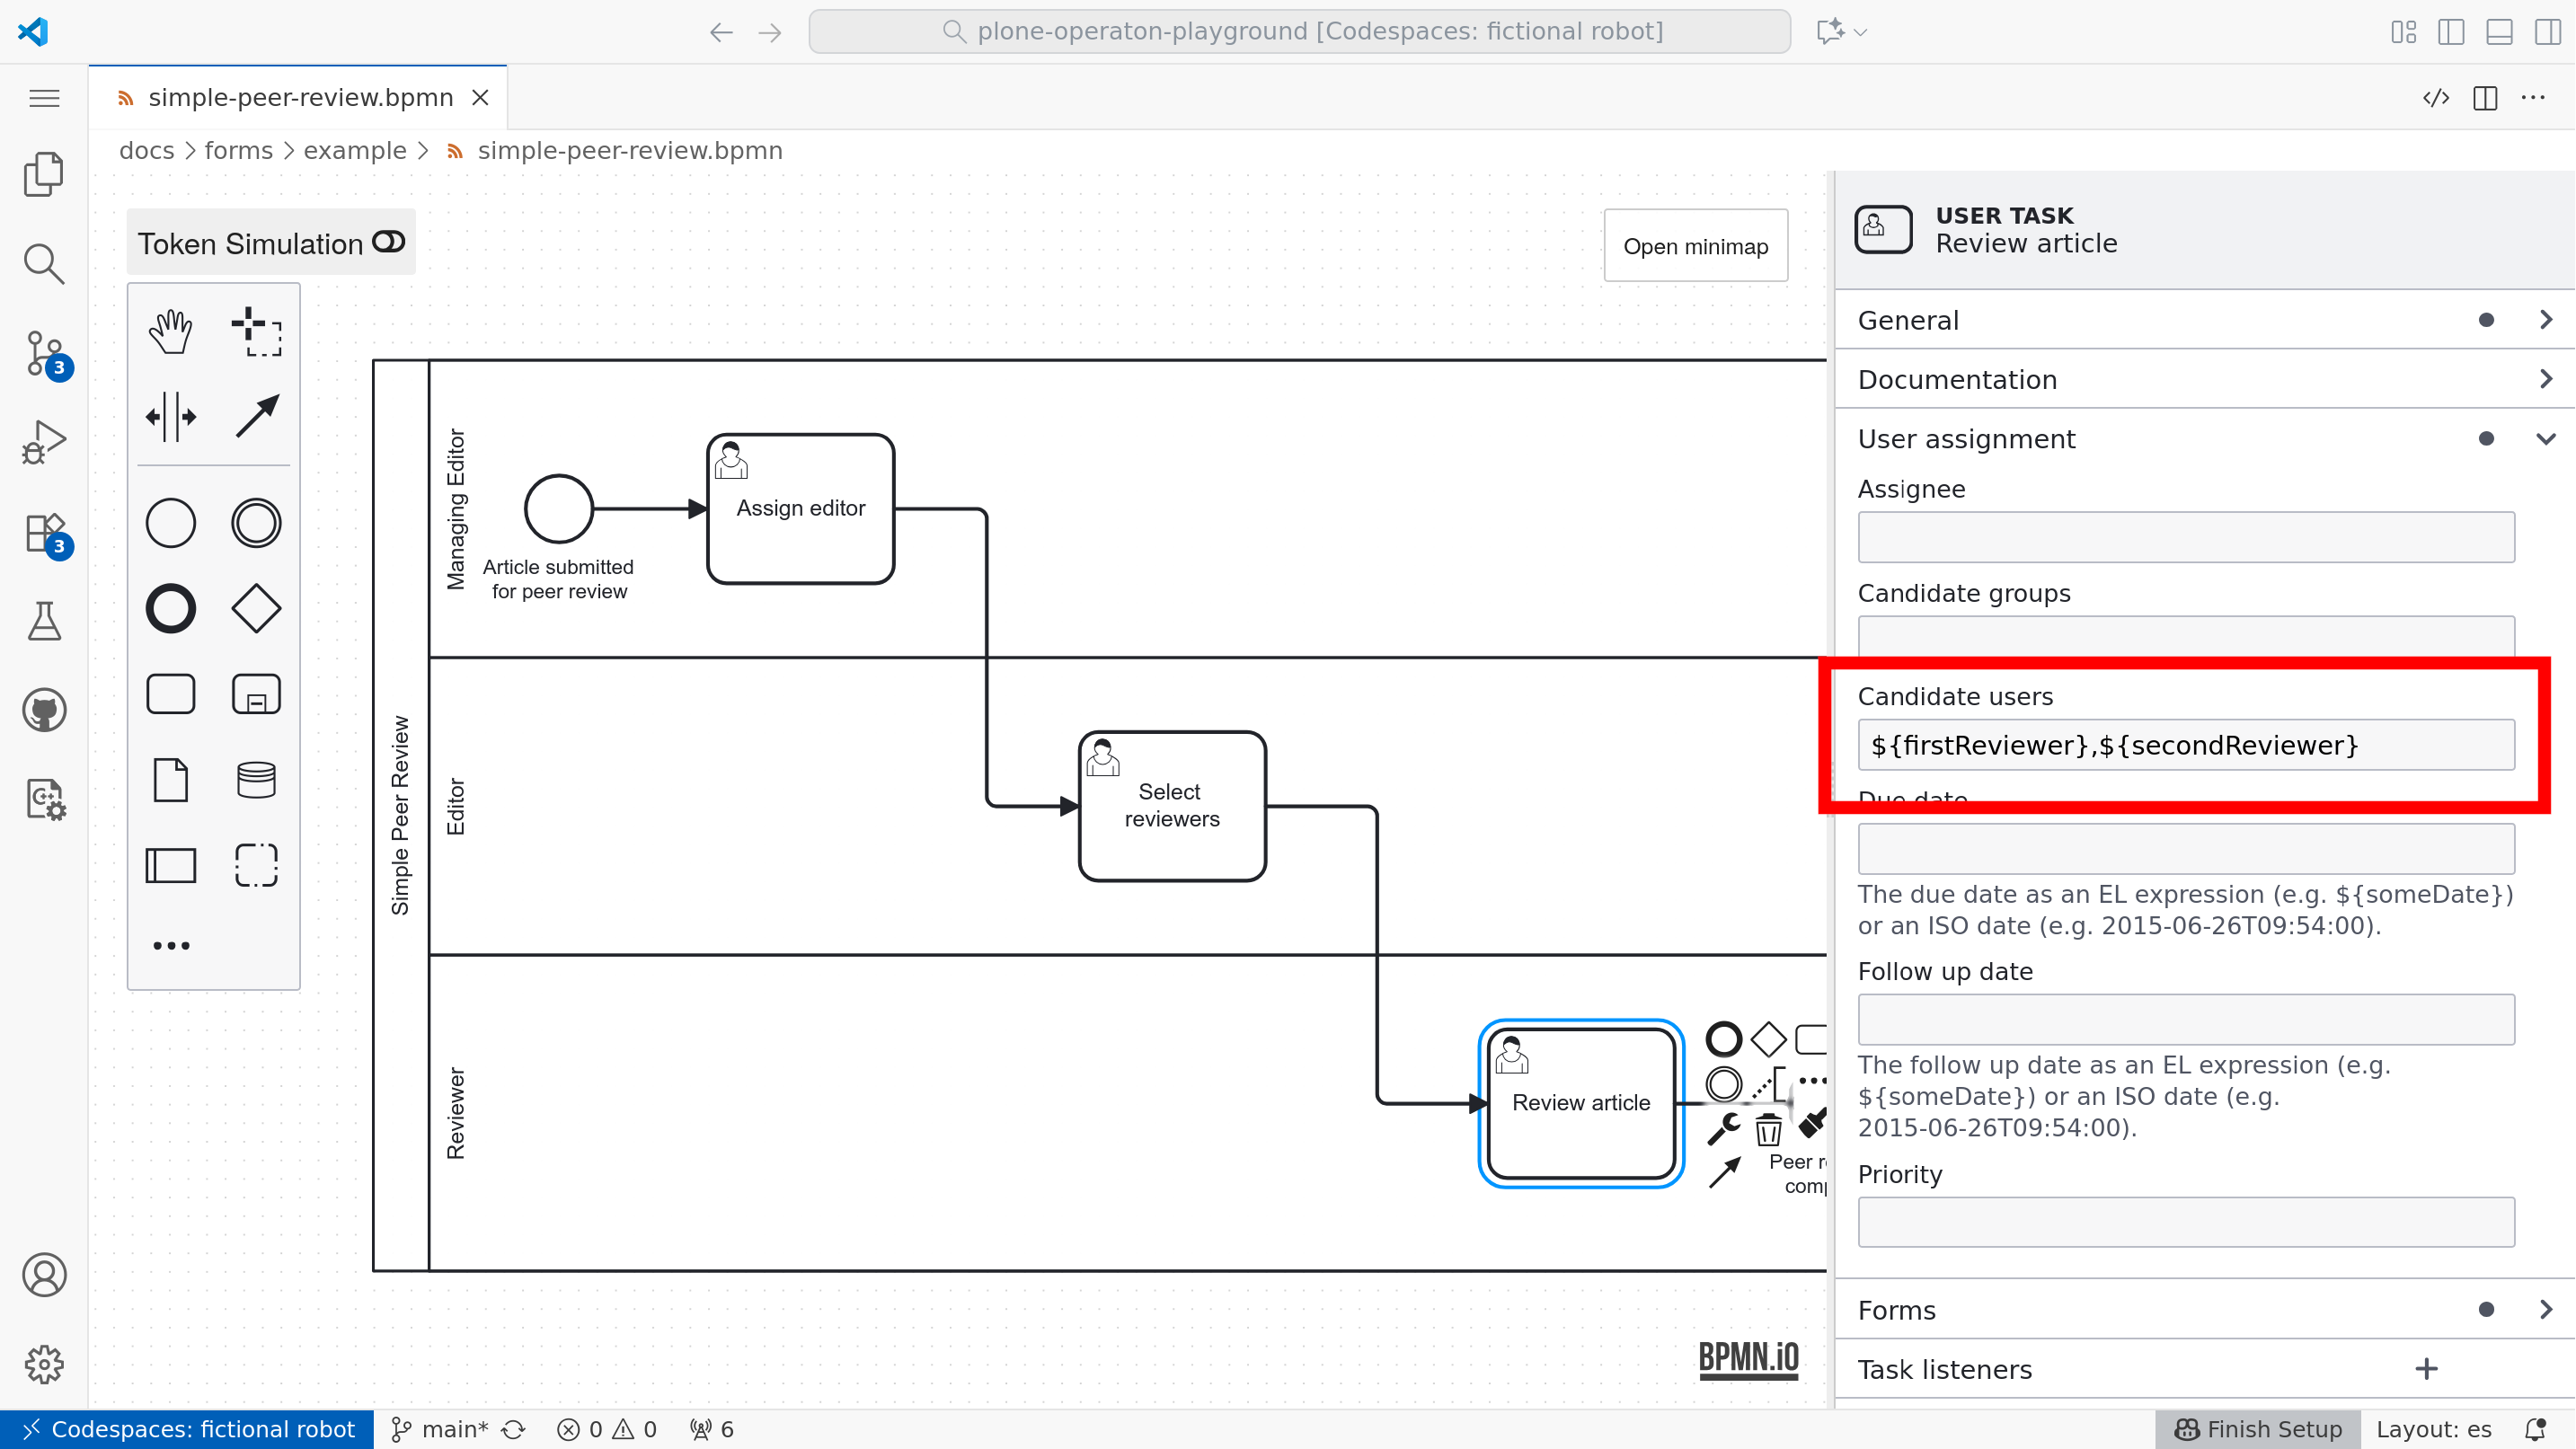 plone-operaton-playground [Codespaces: fictional robot]
simple-peer-review.bpmn
docs > forms > example > simple-peer-review.bpmn
Token Simulation
Open minimap
USER TASK
Review article
General
Documentation
User assignment
Assignee
Candidate groups
Candidate users
${firstReviewer},${secondReviewer}
Due date
The due date as an EL expression (e.g. ${someDate})
or an ISO date (e.g. 2015-06-26T09:54:00).
Follow up date
The follow up date as an EL expression (e.g.
${someDate}) or an ISO date (e.g.
2015-06-26T09:54:00).
Priority
Forms
Task listeners
3
3
C++
Simple Peer Review
Managing Editor
Article submitted
for peer review
Assign editor
Editor
Select
reviewers
Reviewer
Review article
Peer
BPMN.iO
Codespaces: fictional robot
main*
0
0
6
Finish Setup
Layout: es